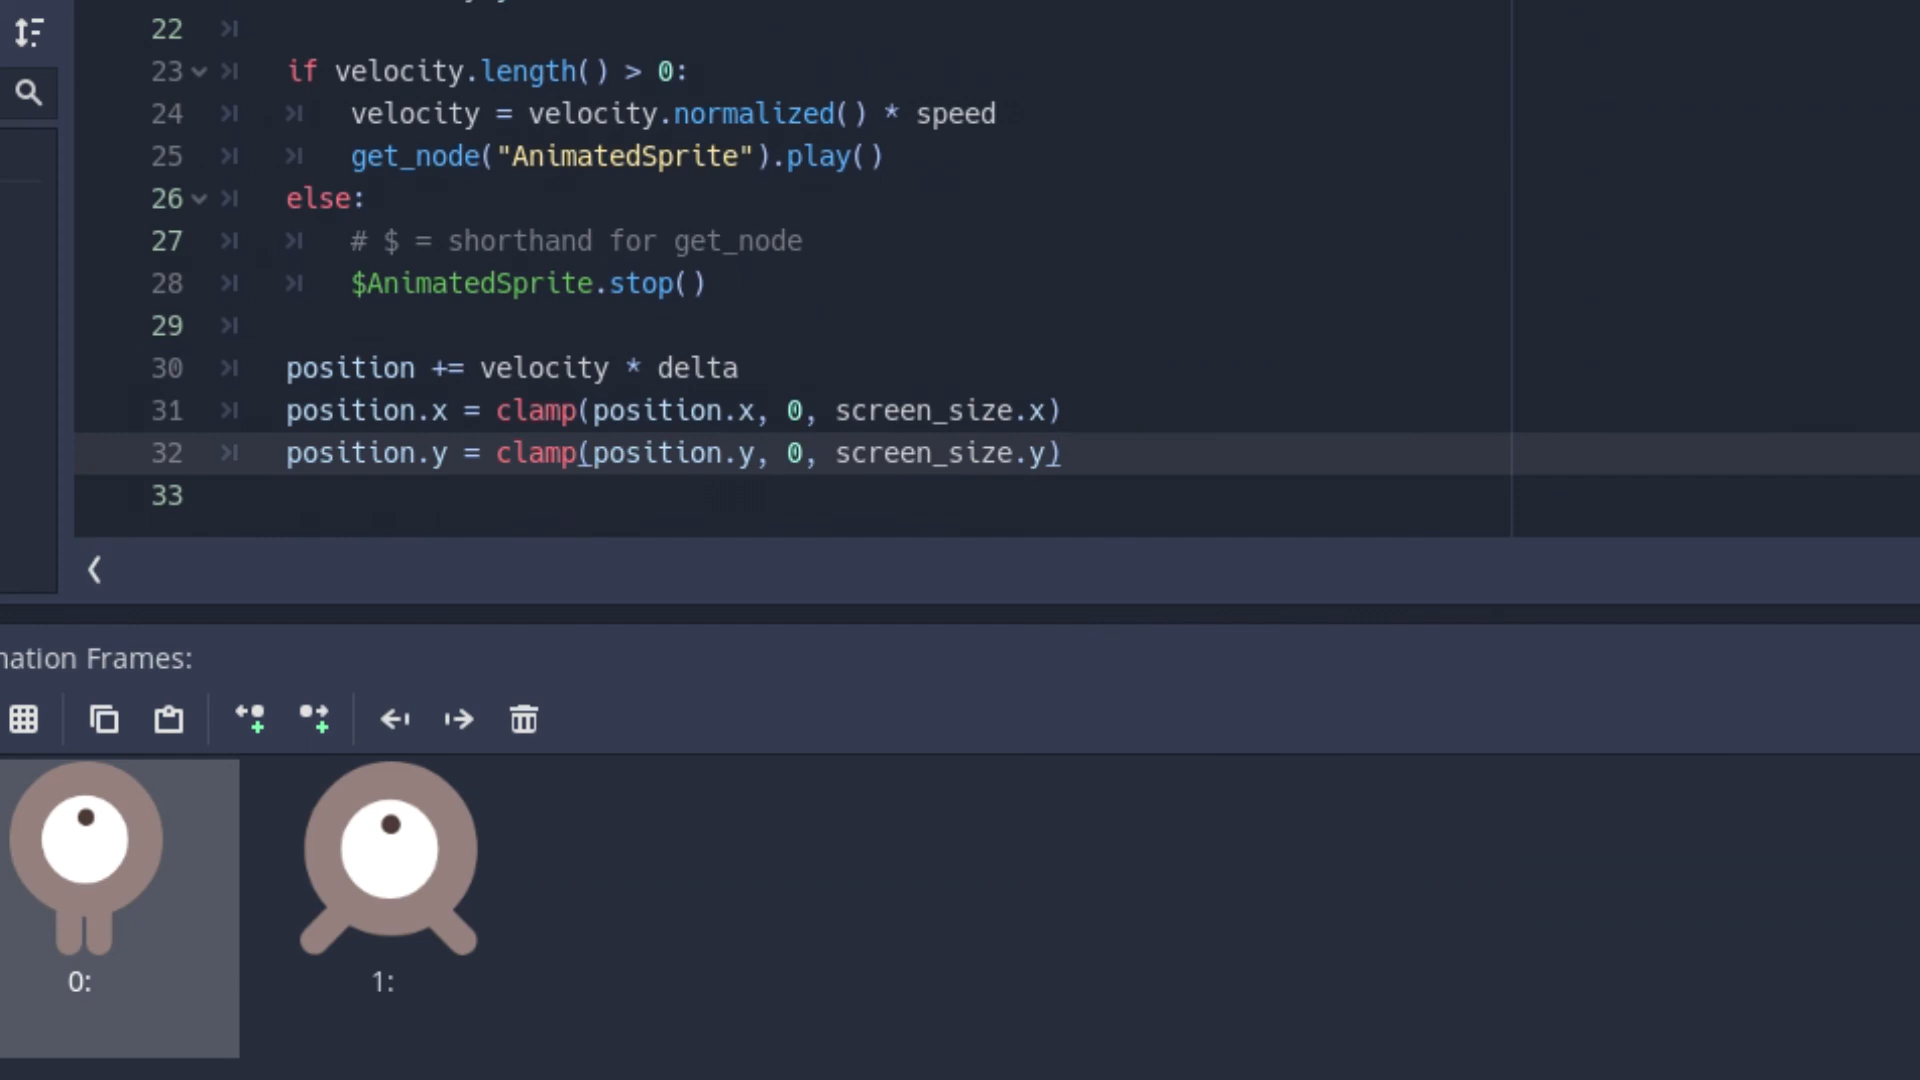 22
23 if velocity.length() > 0:
24 velocity = velocity.normalized() * speed
25 get_node("AnimatedSprite").play()
26 else:
27 # $ = shorthand for get_node
28 $AnimatedSprite.stop()
29
30 position += velocity * delta
31 position.x = clamp(position.x, 0, screen_size.x)
32 position.y = clamp(position.y, 0, screen_size.y)
33
nation Frames:
0:
1: